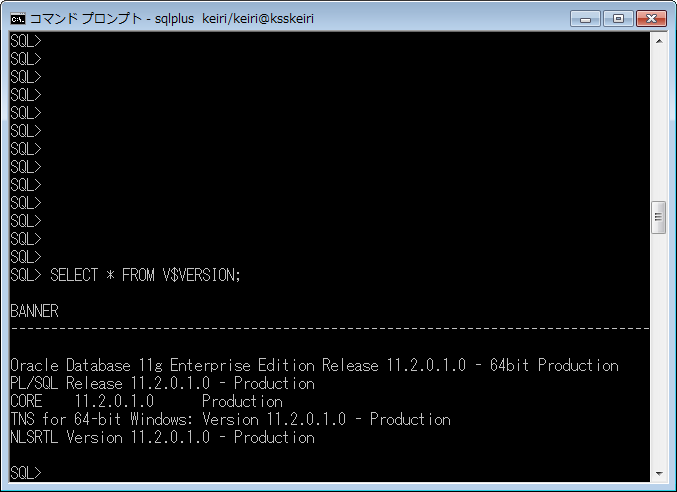 コマンド プロンプト - sqlplus keiri/keiri@ksskeiri
SQL>
SQL>
SQL>
SQL>
SQL>
SQL>
SQL>
SQL>
SQL>
SQL>
SQL>
SQL>
SQL>
SQL> SELECT * FROM V$VERSION;
BANNER
--------------------------------------------------------------------------------
Oracle Database 11g Enterprise Edition Release 11.2.0.1.0 - 64bit Production
PL/SQL Release 11.2.0.1.0 - Production
CORE    11.2.0.1.0      Production
TNS for 64-bit Windows: Version 11.2.0.1.0 - Production
NLSRTL Version 11.2.0.1.0 - Production
SQL>